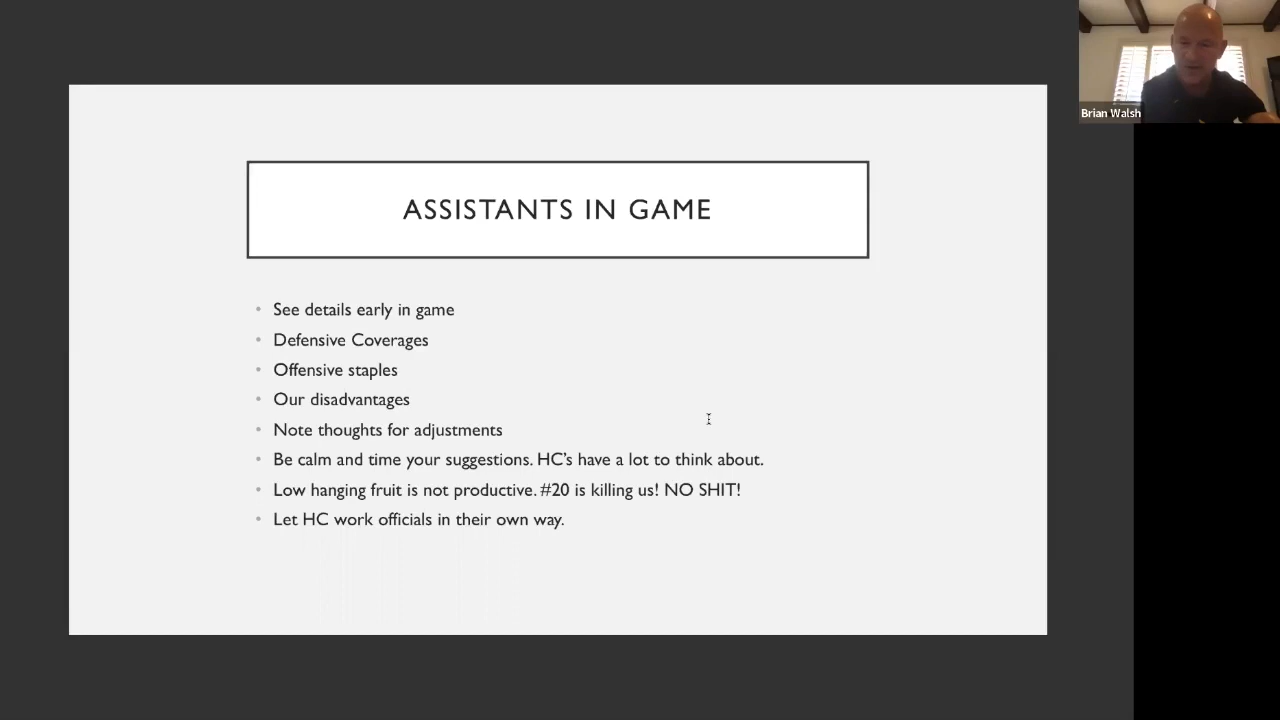 Brian Walsh
ASSISTANTS IN GAME
• See details early in game
• Defensive Coverages
• Offensive staples
• Our disadvantages
• Note thoughts for adjustments
• Be calm and time your suggestions. HC's have a lot to think about.
• Low hanging fruit is not productive. #20 is killing us! NO SHIT!
• Let HC work officials in their own way.